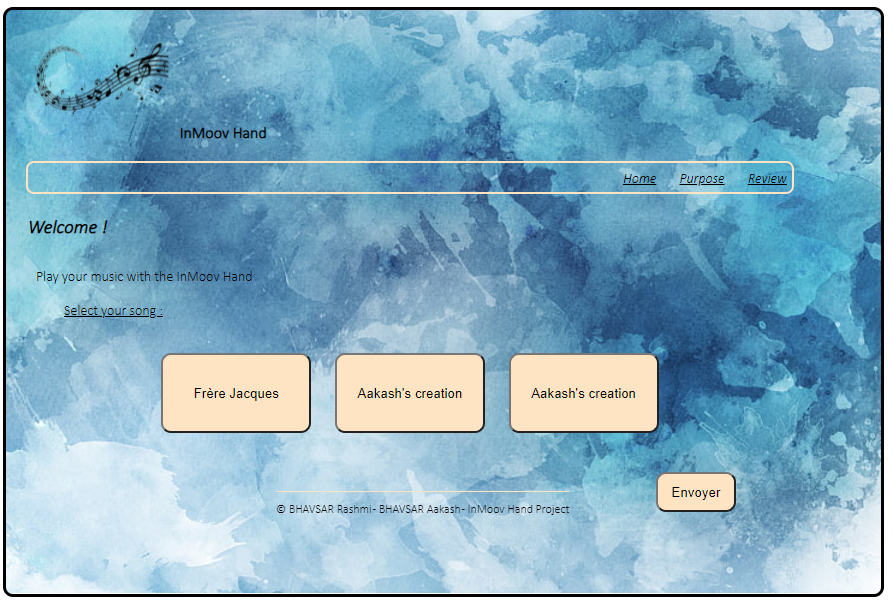 InMoov Hand
Home Purpose Review
Welcome !
Play your music with the InMoov Hand
Select your song :
Frère Jacques Aakash's creation Aakash's creation
Envoyer
© BHAVSAR Rashmi - BHAVSAR Aakash - InMoov Hand Project